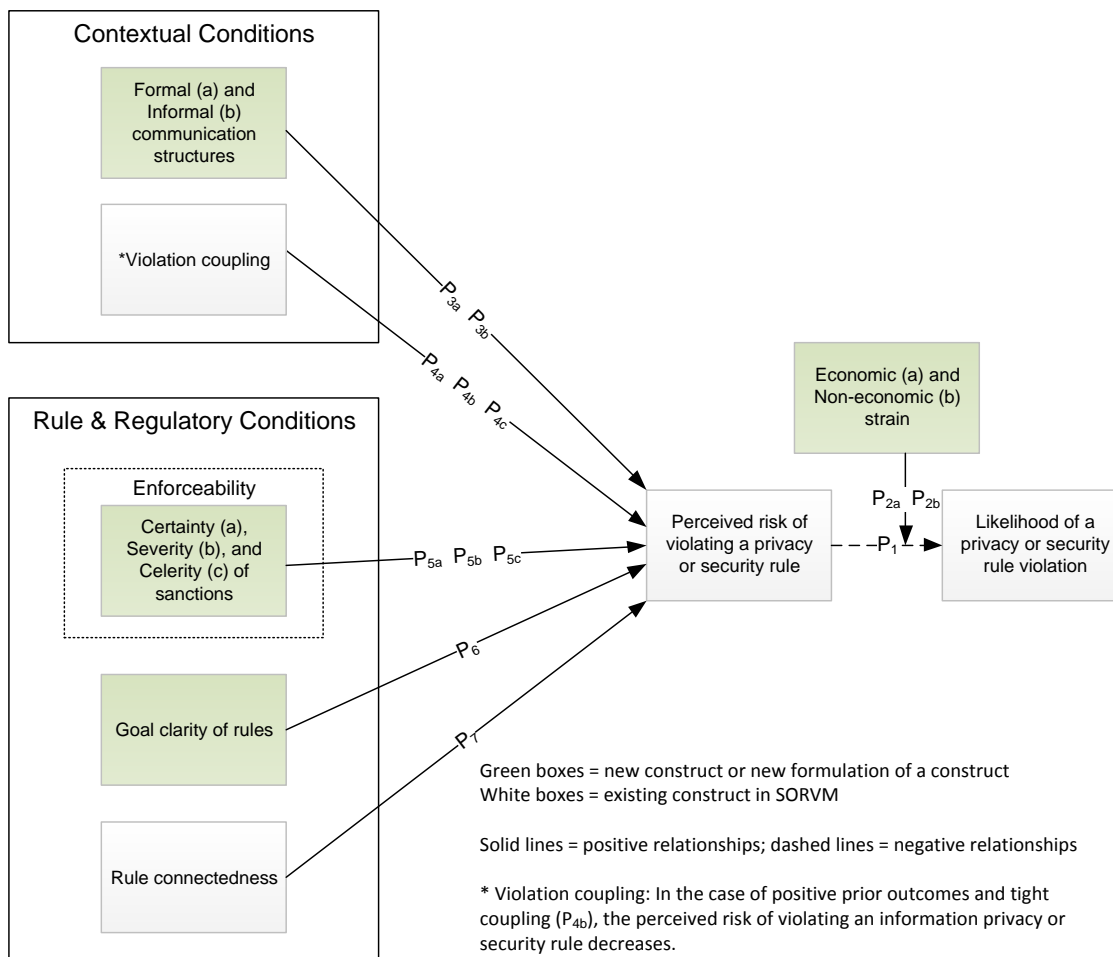 Contextual Conditions
Formal (a) and
Informal (b)
communication
structures
*Violation coupling
P3a P3b
P4a P4b P4c
Rule & Regulatory Conditions
Enforceability
Certainty (a),
Severity (b), and
Celerity (c) of
sanctions
P5a P5b P5c
Goal clarity of rules
P6
Rule connectedness
P7
Perceived risk of
violating a privacy
or security rule
Economic (a) and
Non-economic (b)
strain
P2a P2b
P1
Likelihood of a
privacy or security
rule violation
Green boxes = new construct or new formulation of a construct
White boxes = existing construct in SORVM
Solid lines = positive relationships; dashed lines = negative relationships
* Violation coupling: In the case of positive prior outcomes and tight
coupling (P4b), the perceived risk of violating an information privacy or
security rule decreases.